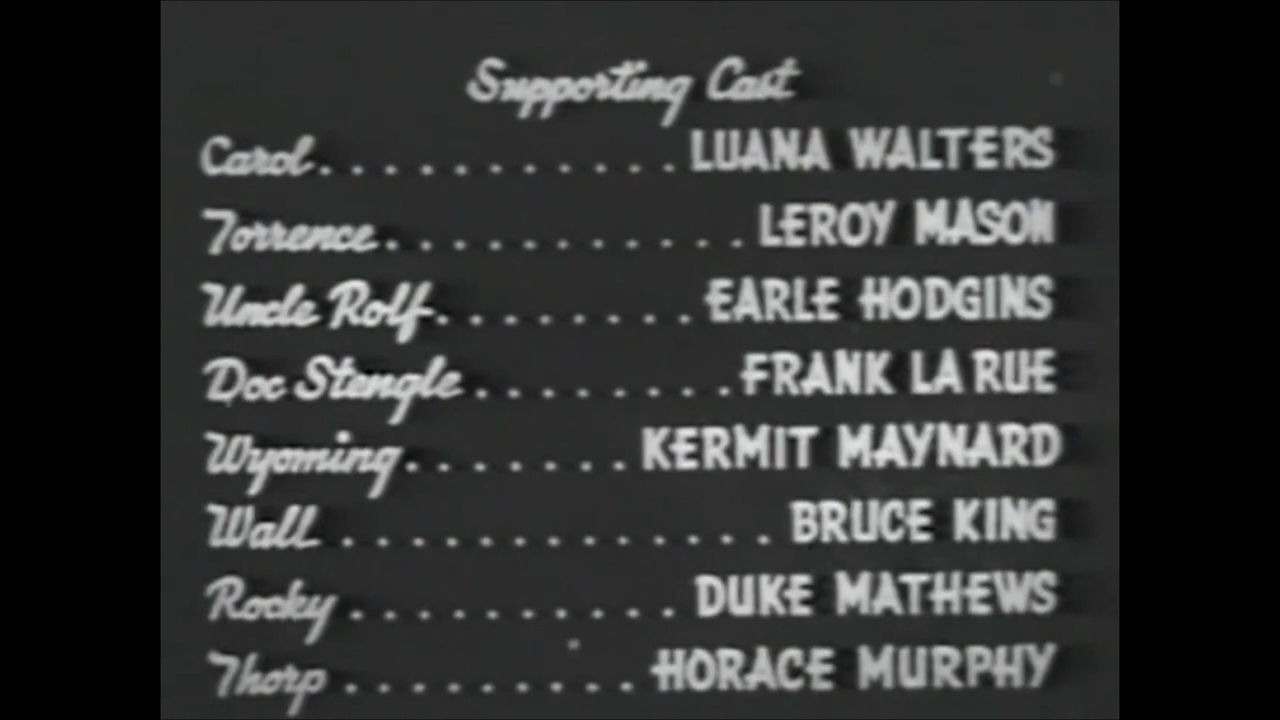 Supporting Cast
Carol............LUANA WALTERS
Torrence...........LEROY MASON
Uncle Rolf........EARLE HODGINS
Doc Stengle........FRANK LA RUE
Wyoming.......KERMIT MAYNARD
Wall.............BRUCE KING
Rocky..........DUKE MATHEWS
Thorp.........HORACE MURPHY